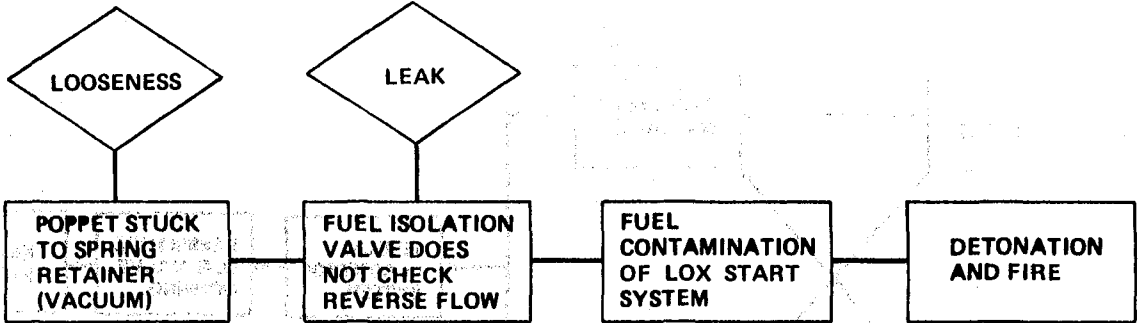 LOOSENESS
LEAK
POPPET STUCK
TO SPRING
RETAINER
(VACUUM)
FUEL ISOLATION
VALVE DOES
NOT CHECK
REVERSE FLOW
FUEL
CONTAMINATION
OF LOX START
SYSTEM
DETONATION
AND FIRE